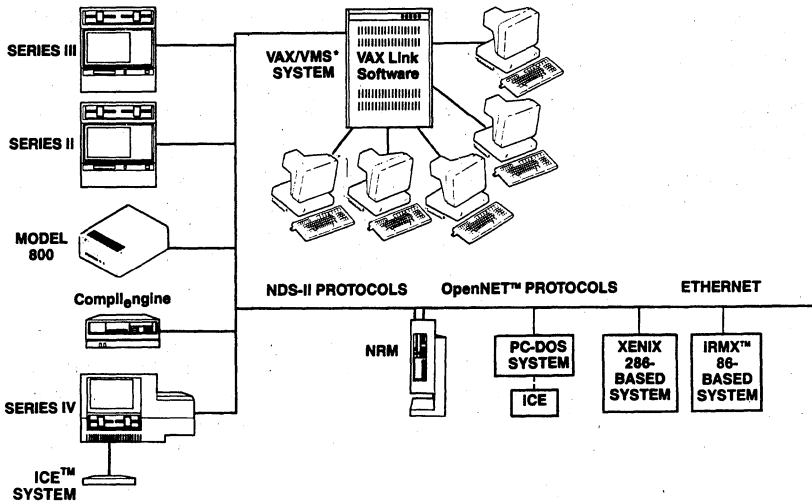 SERIES III
VAX/VMS*
SYSTEM
VAX Link
Software
SERIES II
MODEL
800
Compilengine
NDS-II PROTOCOLS
OpenNET™ PROTOCOLS
ETHERNET
NRM
PC-DOS
SYSTEM
ICE
XENIX
286-
BASED
SYSTEM
iRMX™
86-
BASED
SYSTEM
SERIES IV
ICE™
SYSTEM